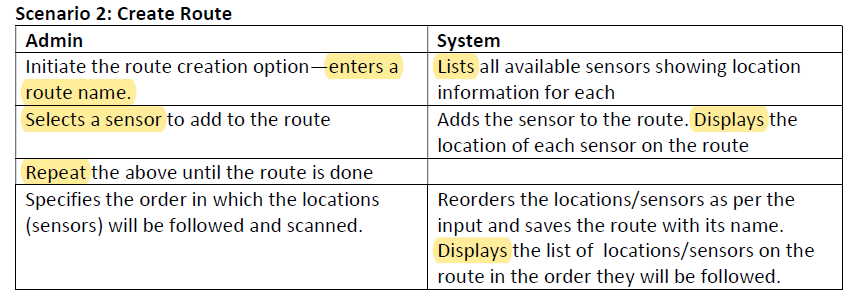 Scenario 2: Create Route
Admin
System
Initiate the route creation option—enters a
route name.
Lists all available sensors showing location
information for each
Selects a sensor to add to the route
Adds the sensor to the route. Displays the
location of each sensor on the route
Repeat the above until the route is done
Specifies the order in which the locations
(sensors) will be followed and scanned.
Reorders the locations/sensors as per the
input and saves the route with its name.
Displays the list of  locations/sensors on the
route in the order they will be followed.